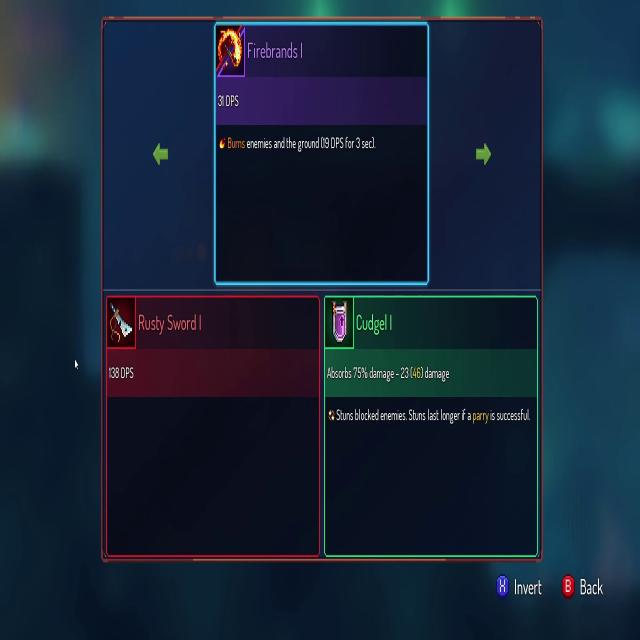 Firebrands I
31 DPS
Burns enemies and the ground (19 DPS for 3 sec).
Rusty Sword I
138 DPS
Cudgel I
Absorbs 75% damage - 23 (46) damage
Stuns blocked enemies. Stuns last longer if a parry is successful.
X Invert
B Back